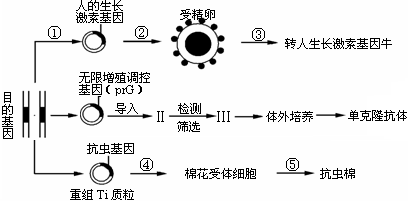 人的生长
激素基因
受精卵
① ② ③
转人生长激素基因牛
目的基因
无限增殖调控
基因(prG)
导入
II
检测
筛选
III
体外培养
单克隆抗体
抗虫基因
④
棉花受体细胞
⑤
抗虫棉
重组Ti质粒